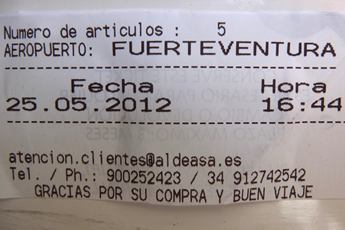 Numero de articulos : 5
AEROPUERTO: FUERTEVENTURA
Fecha Hora
25.05.2012 16:44
atencion.clientes@aldeasa.es
Tel. / Ph.: 900252423 / 34 912742542
GRACIAS POR SU COMPRA Y BUEN VIAJE